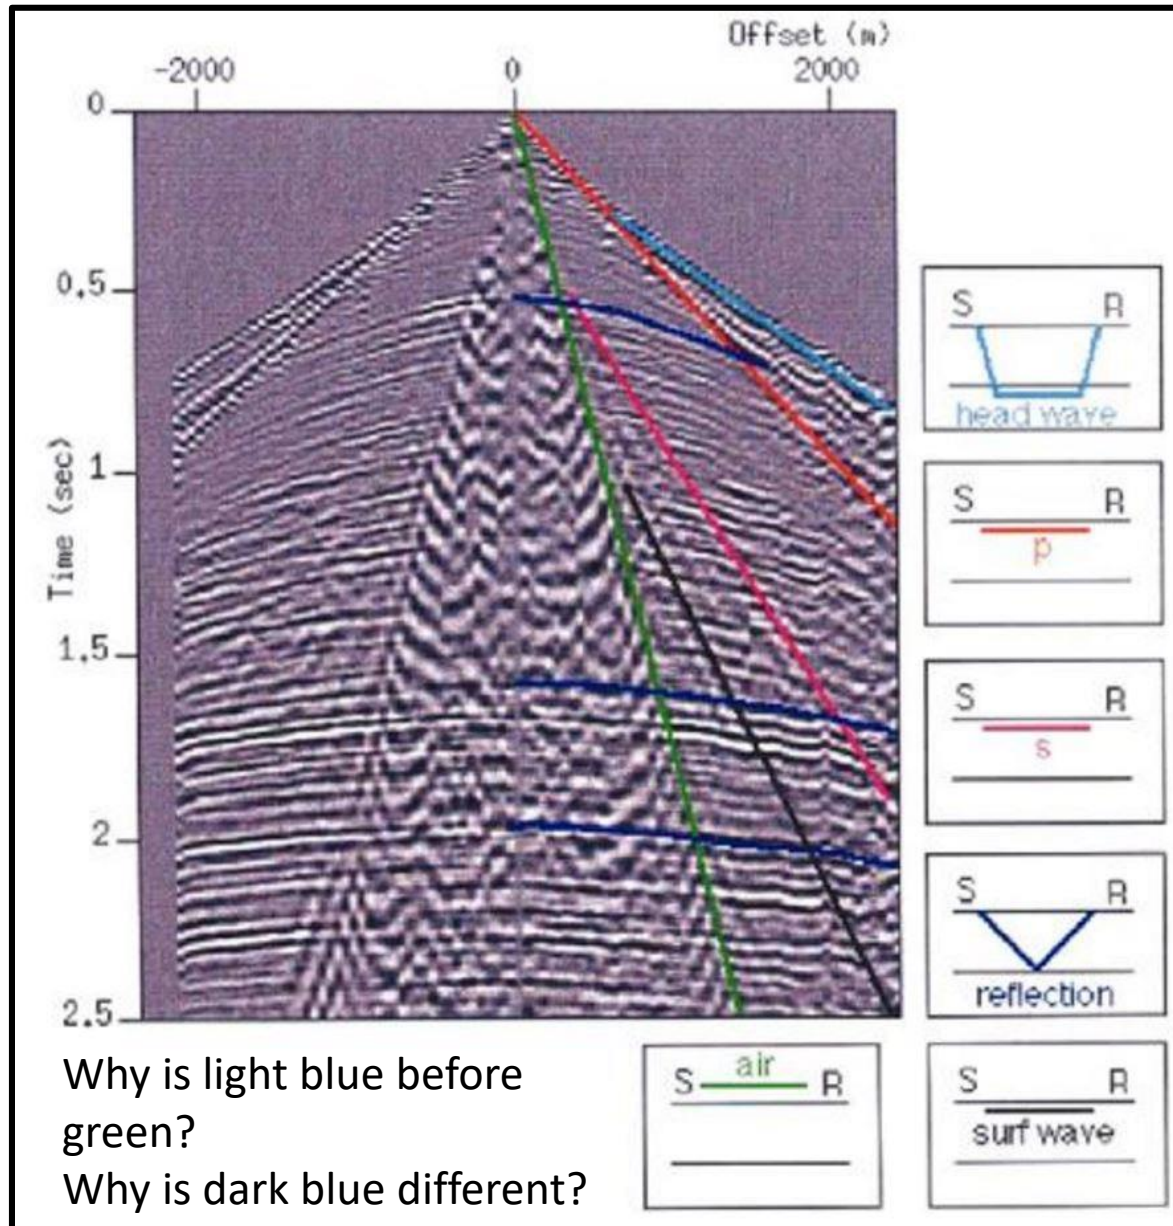 Offset (m)
-2000 0 2000
0
0.5
1
1.5
2
2.5
Time (sec)
S R
head wave
S R
p
S R
s
S R
reflection
S air R
S R
surf wave
Why is light blue before
green?
Why is dark blue different?